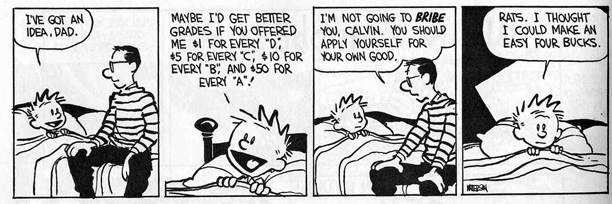 I'VE GOT AN
IDEA, DAD.
MAYBE I'D GET BETTER
GRADES IF YOU OFFERED
ME $1 FOR EVERY "D",
$5 FOR EVERY "C", $10 FOR
EVERY "B", AND $50 FOR
EVERY "A"!
I'M NOT GOING TO BRIBE
YOU, CALVIN. YOU SHOULD
APPLY YOURSELF FOR
YOUR OWN GOOD.
RATS. I THOUGHT
I COULD MAKE AN
EASY FOUR BUCKS.
WATTERSON